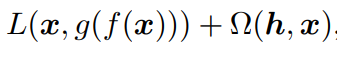 L(x, g(f(x))) + Ω(h, x),